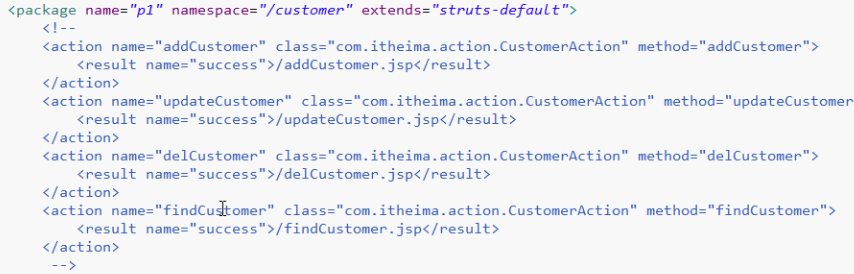 <package name="p1" namespace="/customer" extends="struts-default">
<!--
<action name="addCustomer" class="com.itheima.action.CustomerAction" method="addCustomer">
<result name="success">/addCustomer.jsp</result>
</action>
<action name="updateCustomer" class="com.itheima.action.CustomerAction" method="updateCustomer
<result name="success">/updateCustomer.jsp</result>
</action>
<action name="delCustomer" class="com.itheima.action.CustomerAction" method="delCustomer">
<result name="success">/delCustomer.jsp</result>
</action>
<action name="findCustomer" class="com.itheima.action.CustomerAction" method="findCustomer">
<result name="success">/findCustomer.jsp</result>
</action>
-->